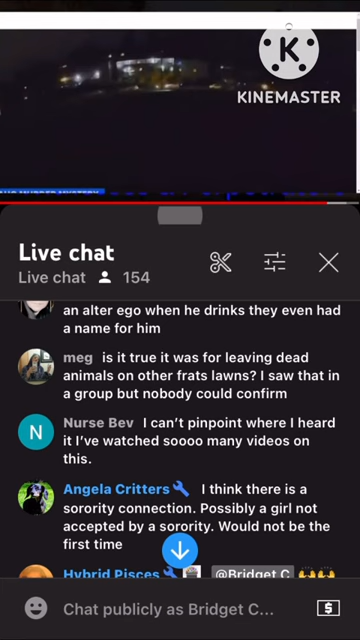 K
KINEMASTER
Live chat
Live chat 154
an alter ego when he drinks they even had
a name for him
meg is it true it was for leaving dead
animals on other frats lawns? I saw that in
a group but nobody could confirm
N
Nurse Bev I can't pinpoint where I heard
it I've watched soooo many videos on
this.
Angela Critters I think there is a
sorority connection. Possibly a girl not
accepted by a sorority. Would not be the
first time
Hybrid Pisces @Bridget C
Chat publicly as Bridget C...
$